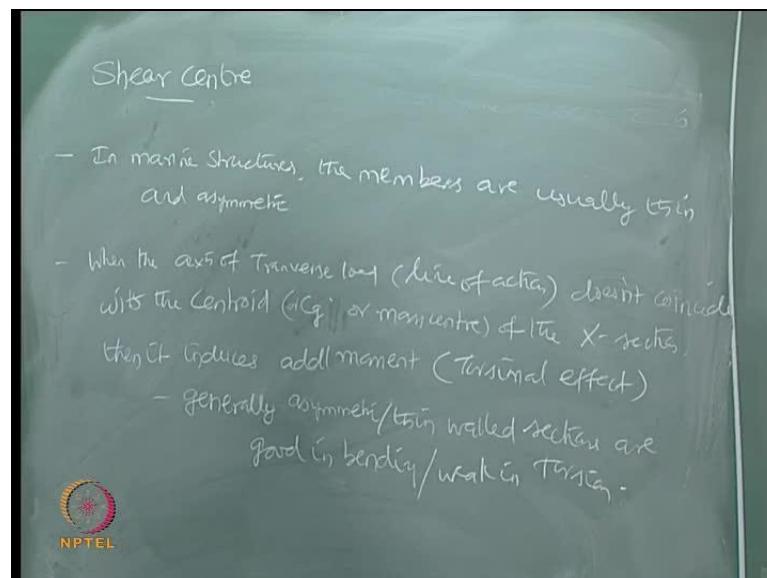 Shear centre
- In marine structures, the members are usually thin
and asymmetric
- When the axis of Tranverse load (line of action) doesn't coincide
with the centroid (Cg or mass centre) of the X-section
then it induces addl moment (Torsional effect)
- generally asymmetric/thin walled sections are
good in bending/weak in Torsion.
NPTEL